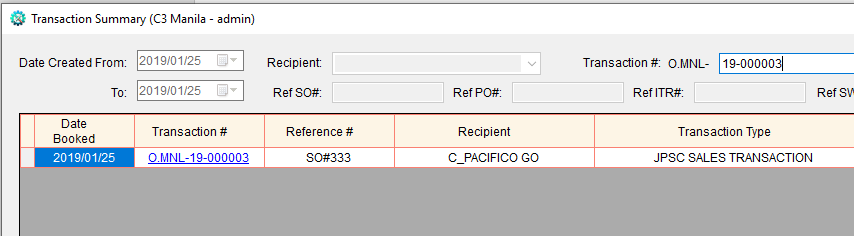 Transaction Summary (C3 Manila - admin)
Date Created From: 2019/01/25 Recipient: Transaction #: O.MNL- 19-000003
To: 2019/01/25 Ref SO#: Ref PO#: Ref ITR#: Ref SW
Date Booked Transaction # Reference # Recipient Transaction Type
2019/01/25 O.MNL-19-000003 SO#333 C_PACIFICO GO JPSC SALES TRANSACTION